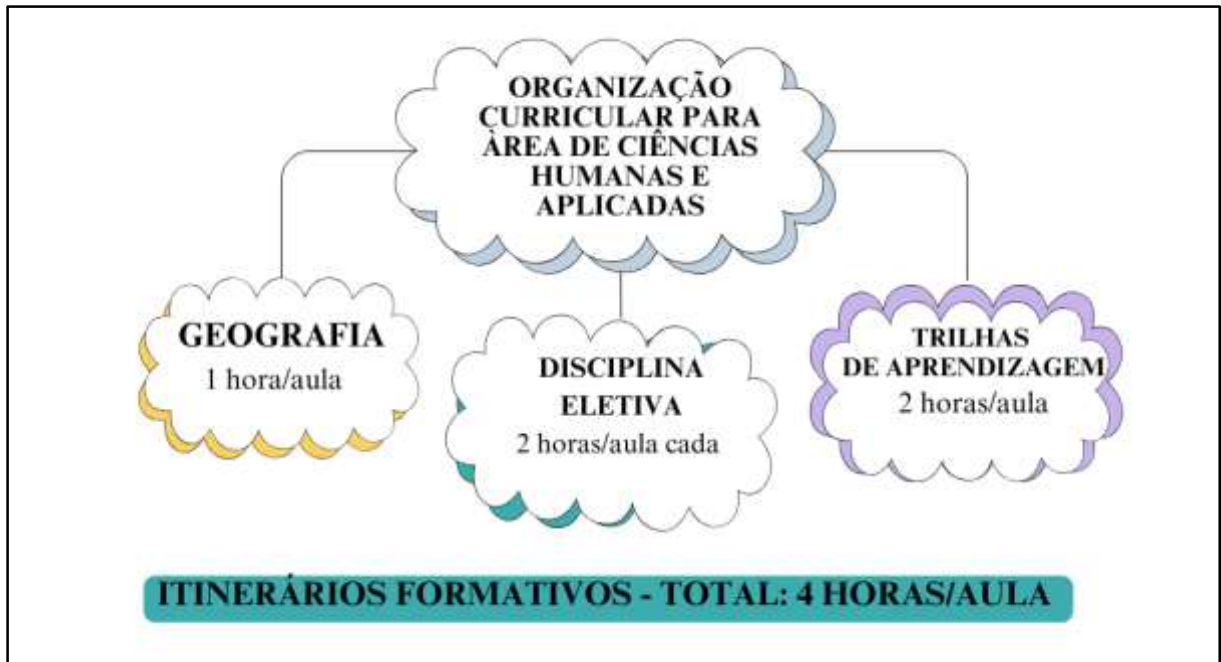 ORGANIZAÇÃO
CURRICULAR PARA
ÀREA DE CIÊNCIAS
HUMANAS E
APLICADAS
GEOGRAFIA
1 hora/aula
DISCIPLINA
ELETIVA
2 horas/aula cada
TRILHAS
DE APRENDIZAGEM
2 horas/aula
ITINERÁRIOS FORMATIVOS - TOTAL: 4 HORAS/AULA